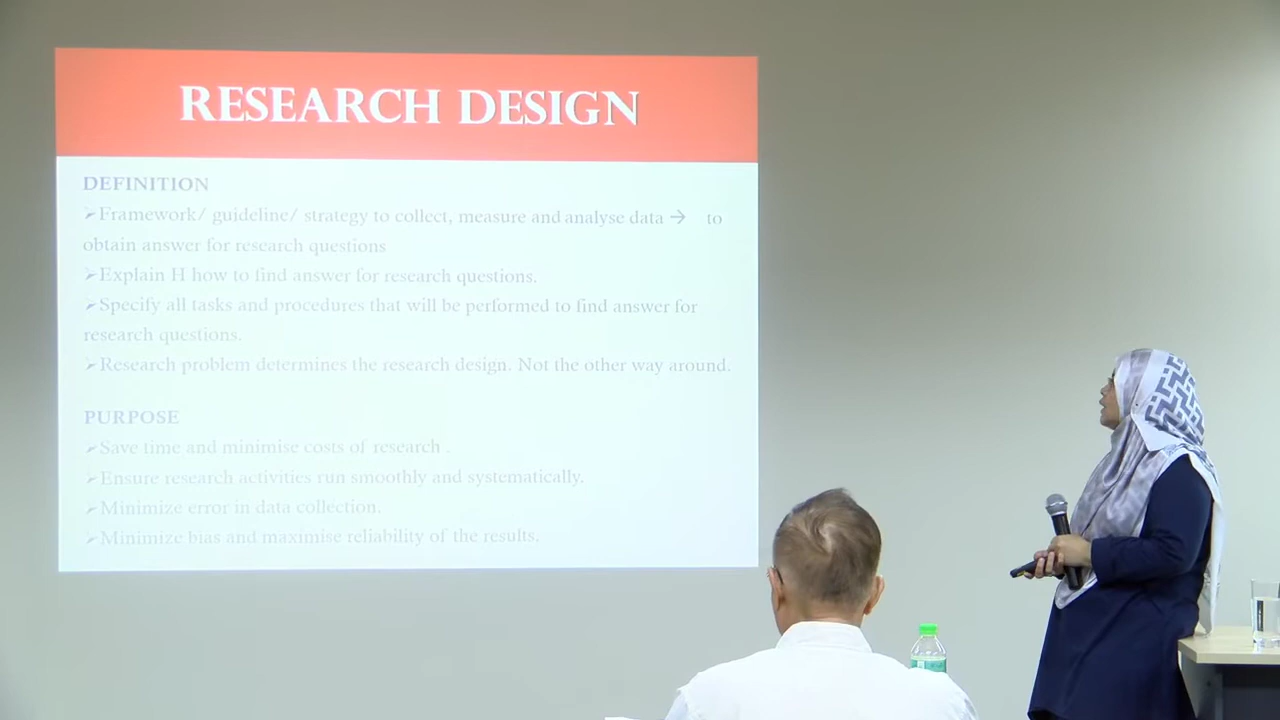 RESEARCH DESIGN
DEFINITION
➢Framework/ guideline/ strategy to collect, measure and analyse data → to
obtain answer for research questions
➢Explain H how to find answer for research questions.
➢Specify all tasks and procedures that will be performed to find answer for
research questions.
➢Research problem determines the research design. Not the other way around.
PURPOSE
➢Save time and minimise costs of research .
➢Ensure research activities run smoothly and systematically.
➢Minimize error in data collection.
➢Minimize bias and maximise reliability of the results.